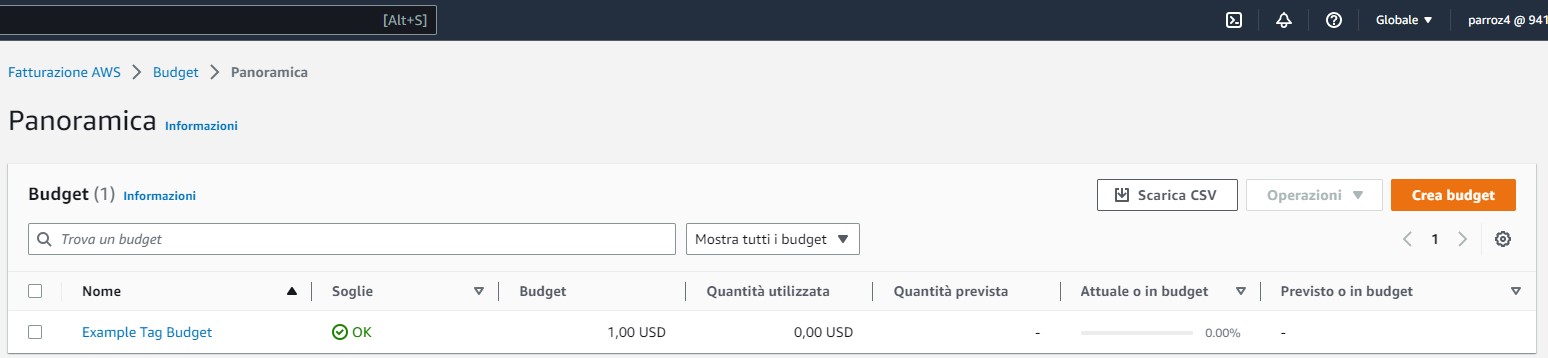 [Alt+S] Globale parroz4 @ 941
Fatturazione AWS Budget Panoramica
Panoramica Informazioni
Budget (1) Informazioni Scarica CSV Operazioni Crea budget
Trova un budget Mostra tutti i budget 1
Nome Soglie Budget Quantità utilizzata Quantità prevista Attuale o in budget Previsto o in budget
Example Tag Budget OK 1,00 USD 0,00 USD - 0.00% -